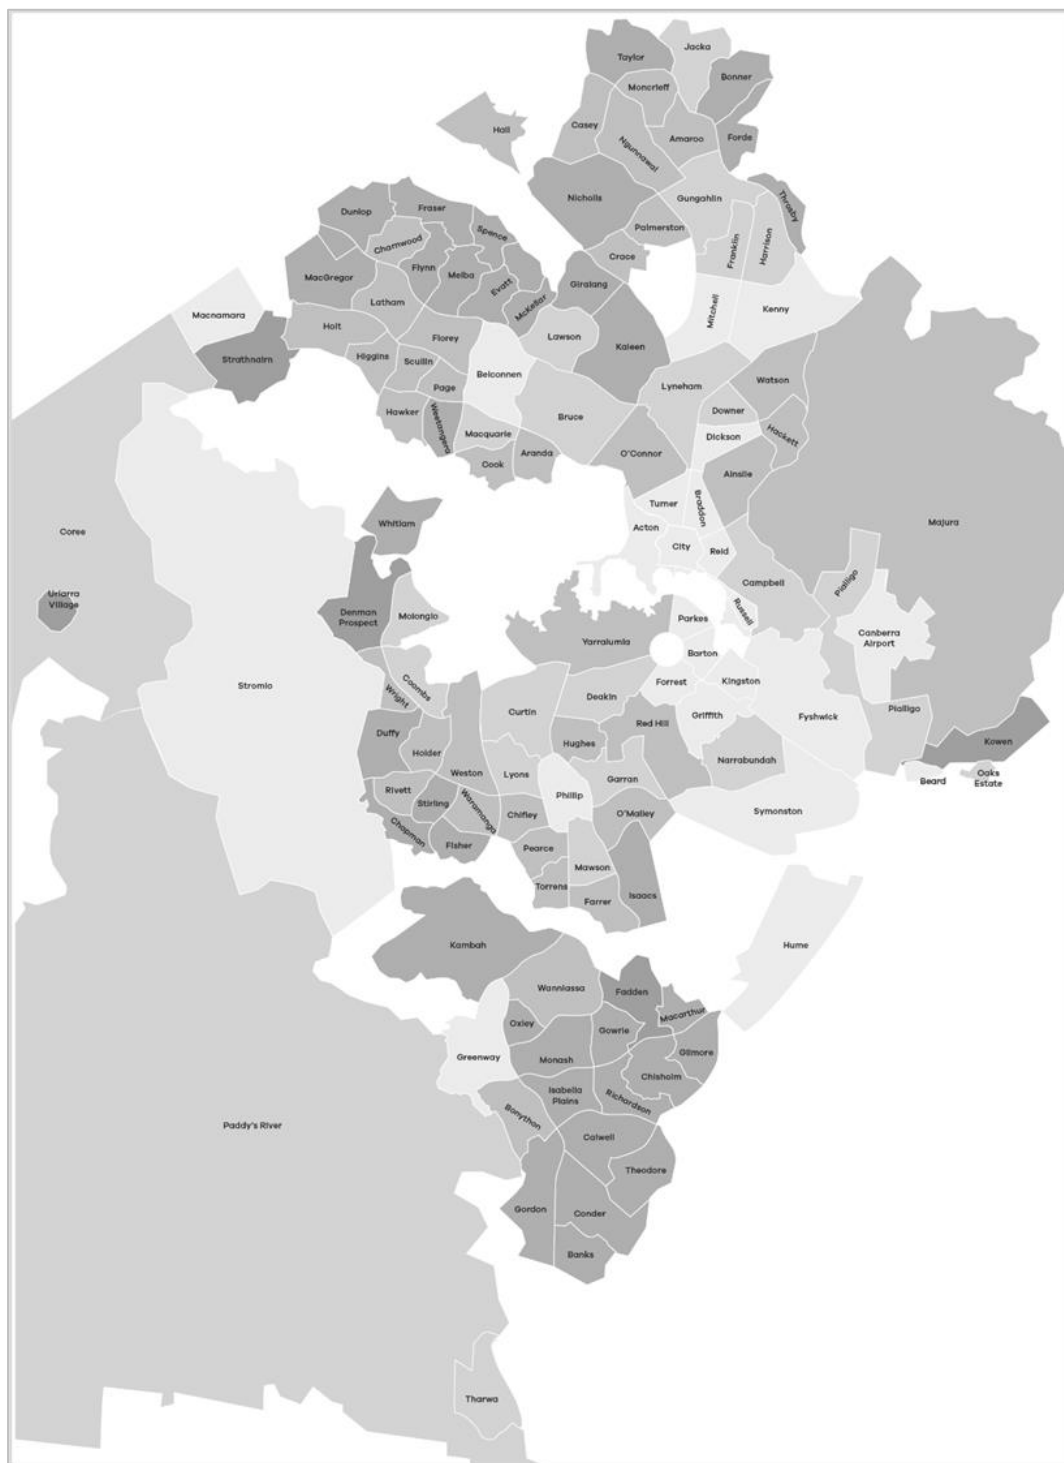 Jacka
Taylor
Bonner
Moncrieff
Casey
Hall
Ngunnawal
Amaroo
Forde
Nicholls
Gungahlin
Throsby
Dunlop
Fraser
Palmerston
Spence
Charnwood
Franklin
Harrison
Crace
Flynn
Melba
MacGregor
Evatt
Giralang
Latham
McKellar
Mitchell
Kenny
Macnamara
Holt
Florey
Lawson
Kaleen
Strathnairn
Higgins
Scullin
Belconnen
Watson
Page
Lyneham
Hawker
Weetangera
Bruce
Downer
Macquarie
Dickson
Hackett
Aranda
O'Connor
Cook
Ainslie
Turner
Braddon
Whitlam
Acton
Majura
Coree
City
Reid
Campbell
Pialligo
Uriarra
Village
Denman
Prospect
Molonglo
Russell
Parkes
Yarralumla
Canberra
Airport
Barton
Stromlo
Coombs
Wright
Forrest
Kingston
Deakin
Curtin
Griffith
Fyshwick
Pialligo
Red Hill
Duffy
Kowen
Hughes
Holder
Narrabundah
Weston
Lyons
Garran
Beard
Oaks
Estate
Rivett
Phillip
Stirling
Waramanga
Chifley
O'Malley
Symonston
Chapman
Fisher
Pearce
Mawson
Torrens
Isaacs
Farrer
Kambah
Hume
Wanniassa
Fadden
Macarthur
Oxley
Gowrie
Greenway
Monash
Gilmore
Chisholm
Isabella
Plains
Richardson
Bonython
Paddy's River
Calwell
Theodore
Gordon
Conder
Banks
Tharwa